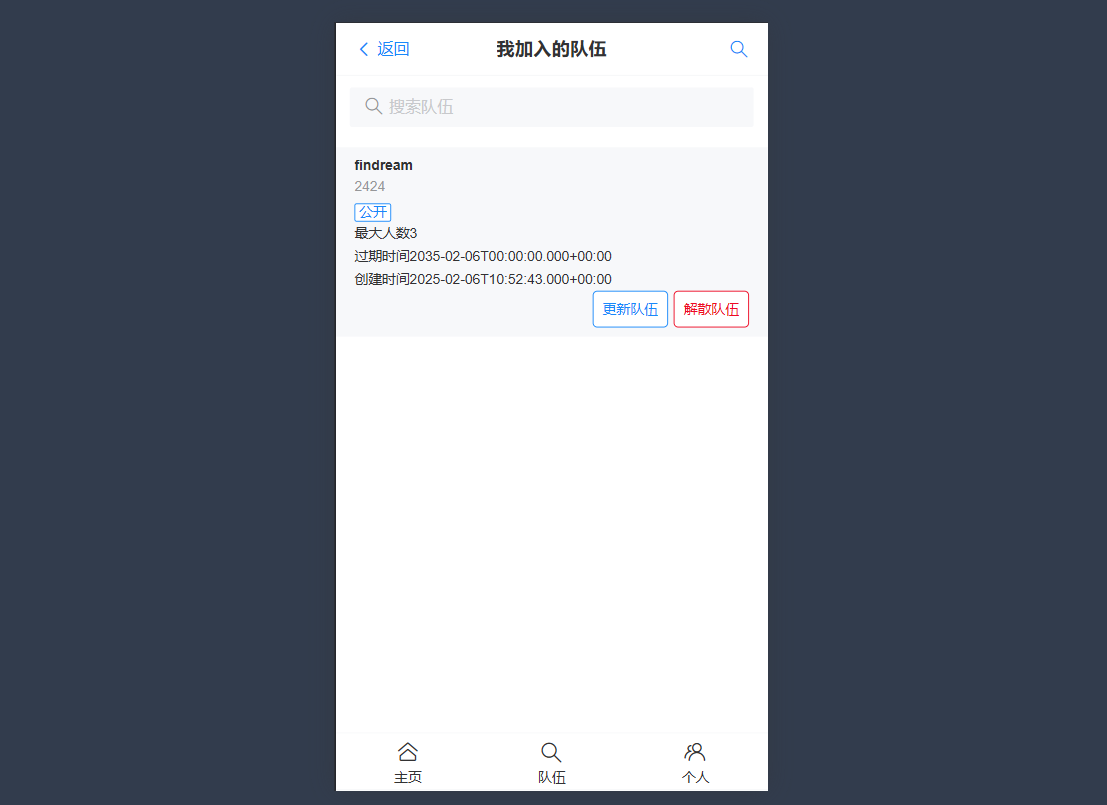 返回
我加入的队伍
搜索队伍
findream
2424
公开
最大人数3
过期时间2035-02-06T00:00:00.000+00:00
创建时间2025-02-06T10:52:43.000+00:00
更新队伍 解散队伍
主页 队伍 个人